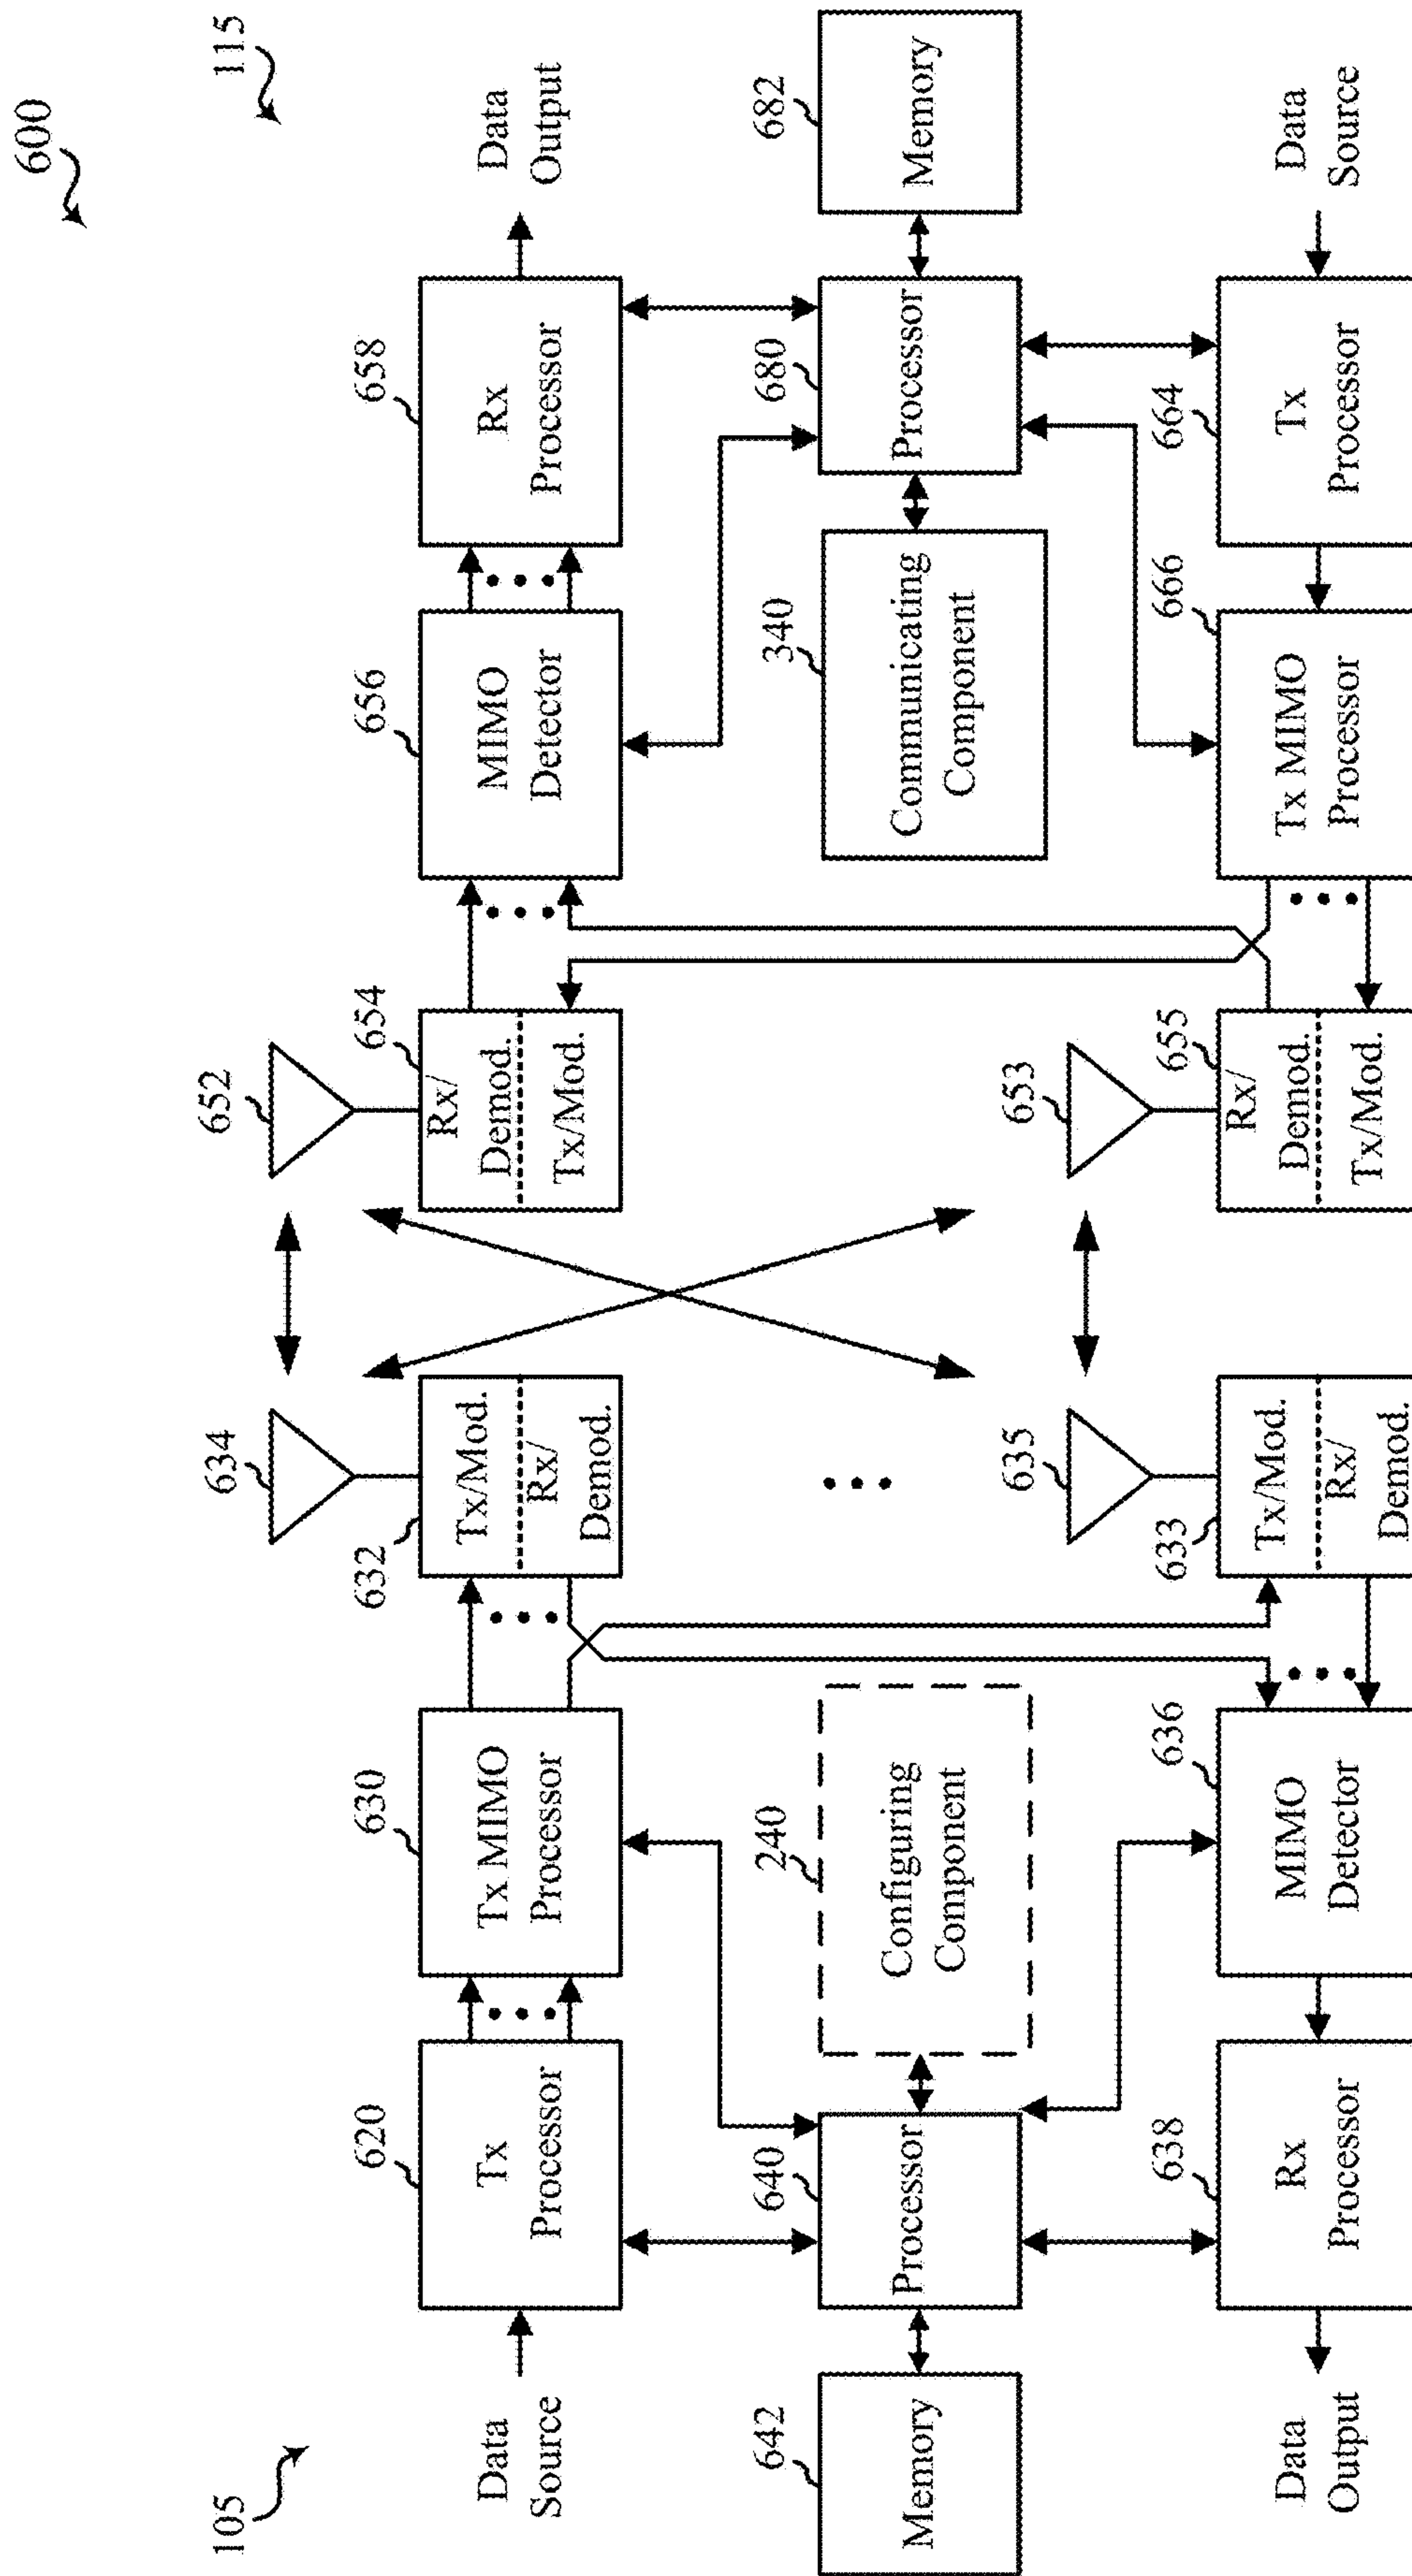 600
105
115
634
652
Data
Source
620
Tx
Processor
630
Tx MIMO
Processor
632
Tx/Mod.
Rx/
Demod.
654
Rx/
Demod.
Tx/Mod.
656
MIMO
Detector
658
Rx
Processor
Data
Output
642
Memory
640
Processor
240
Configuring
Component
340
Communicating
Component
680
Processor
682
Memory
635
653
Data
Output
638
Rx
Processor
636
MIMO
Detector
633
Tx/Mod.
Rx/
Demod.
655
Rx/
Demod.
Tx/Mod.
666
Tx MIMO
Processor
664
Tx
Processor
Data
Source